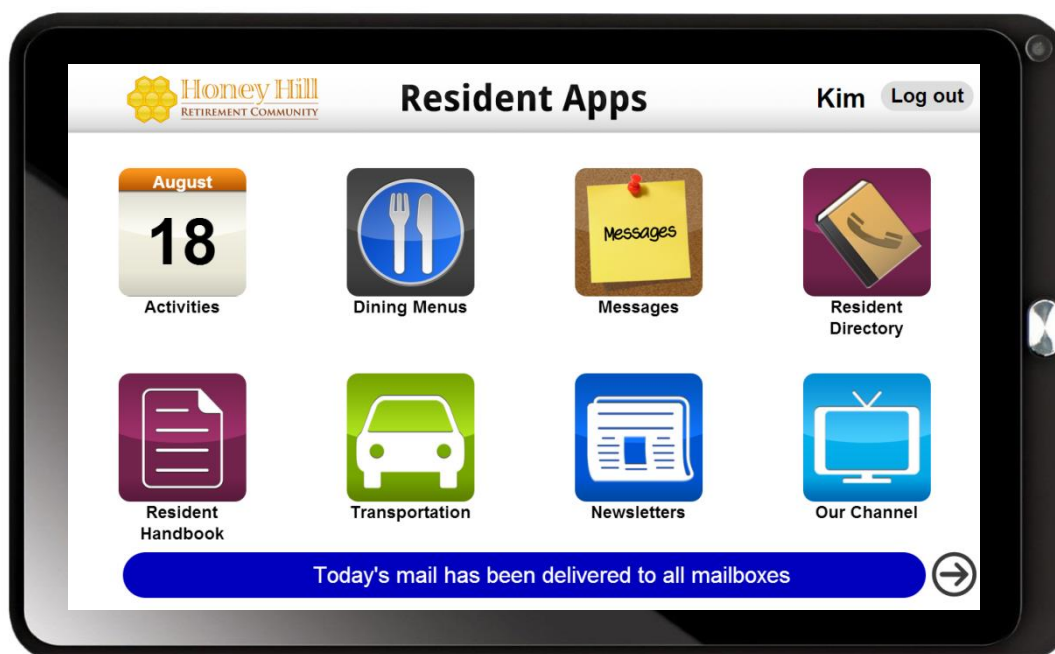 Honey Hill
RETIREMENT COMMUNITY
Resident Apps
Kim
Log out
August
18
Activities
Dining Menus
Messages
Messages
Resident
Directory
Resident
Handbook
Transportation
Newsletters
Our Channel
Today's mail has been delivered to all mailboxes